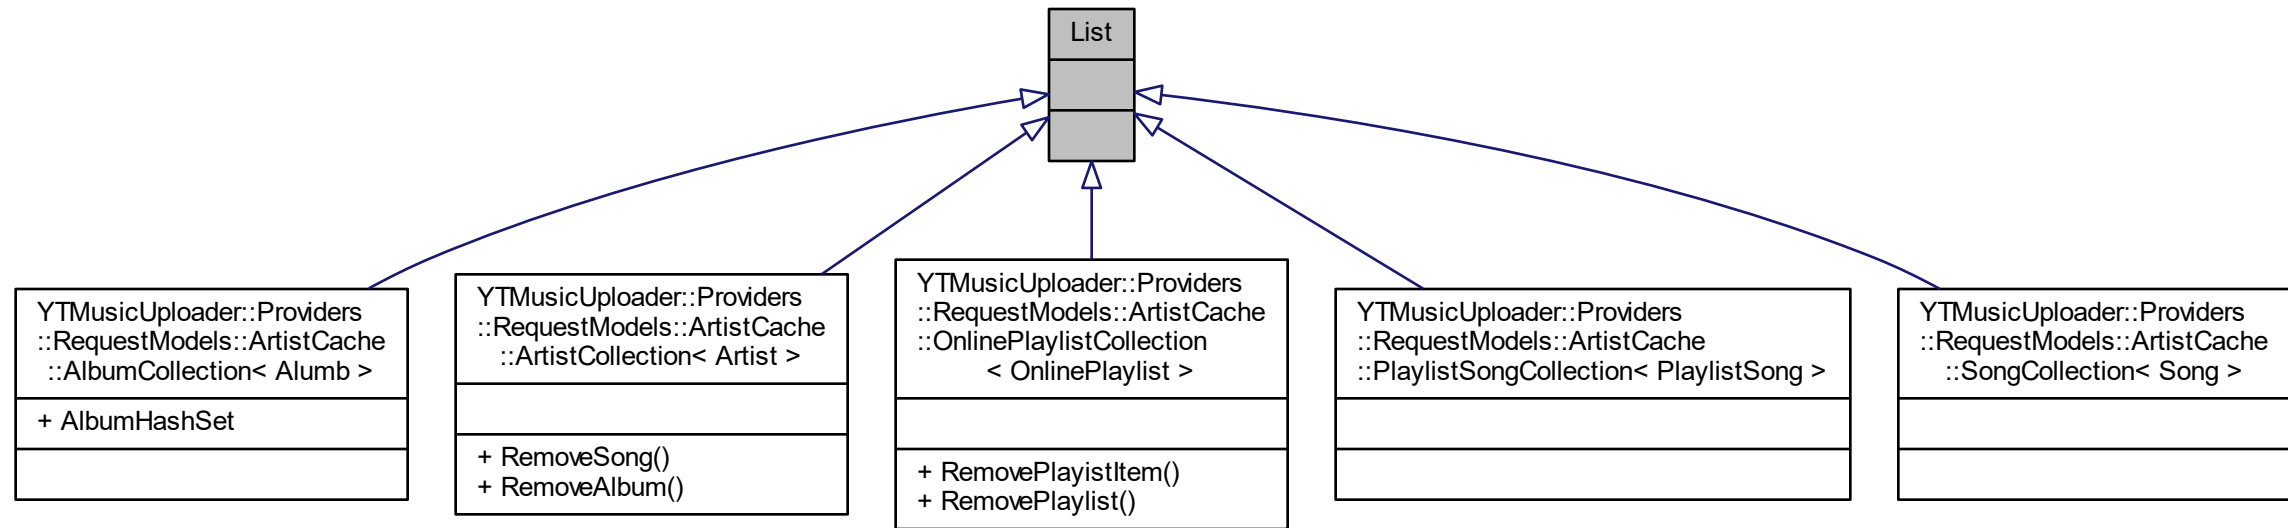 List
YTMusicUploader::Providers
::RequestModels::ArtistCache
::AlbumCollection< Alumb >
+ AlbumHashSet
YTMusicUploader::Providers
::RequestModels::ArtistCache
::ArtistCollection< Artist >
+ RemoveSong()
+ RemoveAlbum()
YTMusicUploader::Providers
::RequestModels::ArtistCache
::OnlinePlaylistCollection
< OnlinePlaylist >
+ RemovePlayistItem()
+ RemovePlaylist()
YTMusicUploader::Providers
::RequestModels::ArtistCache
::PlaylistSongCollection< PlaylistSong >
YTMusicUploader::Providers
::RequestModels::ArtistCache
::SongCollection< Song >